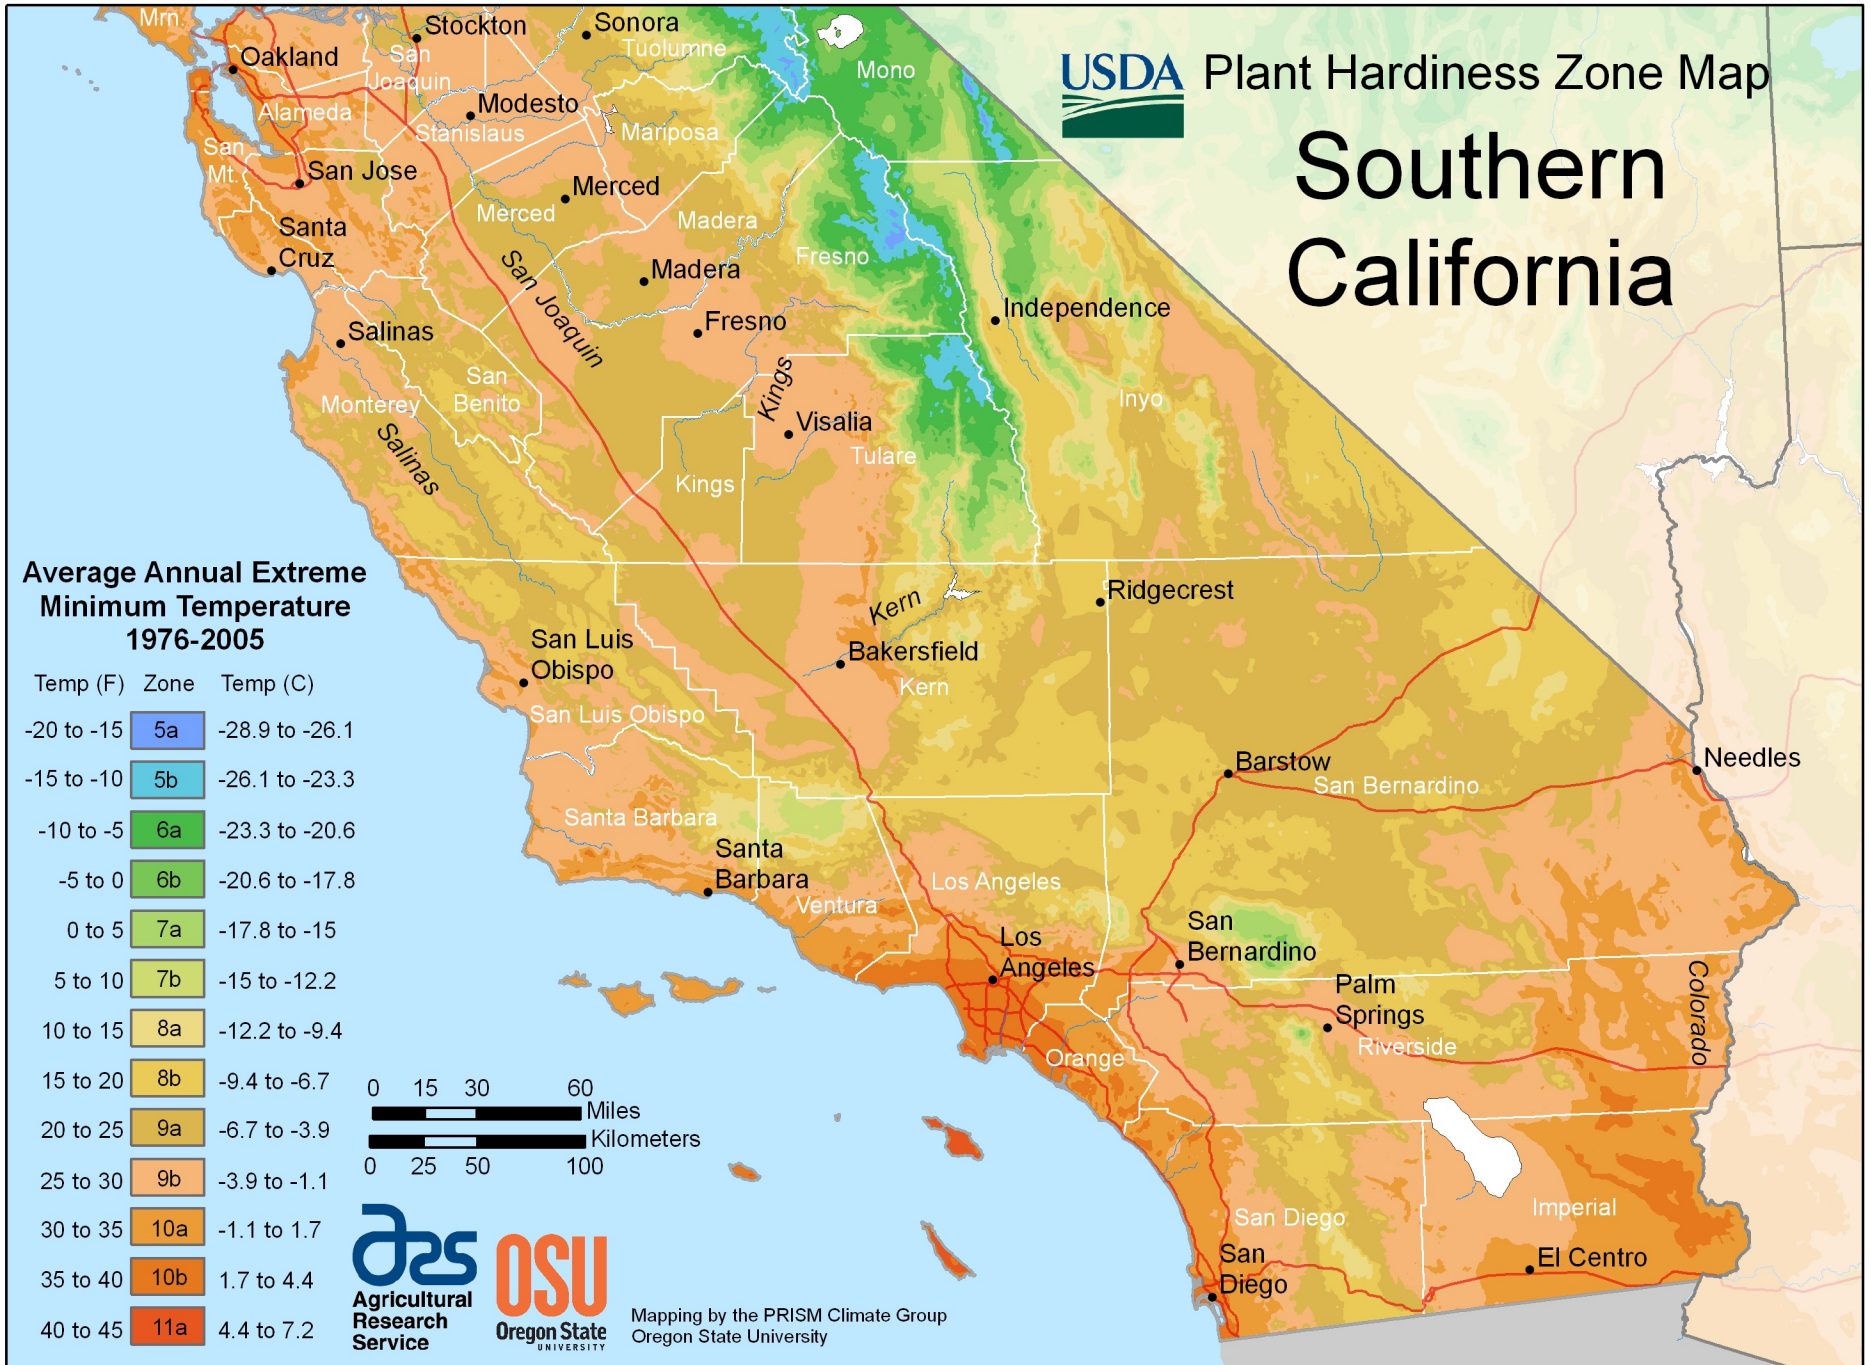 USDA Plant Hardiness Zone Map
Southern
California
Mrn.
Stockton
Sonora
Tuolumne
Oakland
San
Joaquin
Mono
Alameda
Modesto
Stanislaus
Mariposa
San
Mt.
San Jose
Merced
Merced
Madera
Santa
Cruz
San Joaquin
Madera
Fresno
Independence
Salinas
Fresno
San
Benito
Monterey
Kings
Inyo
Salinas
Visalia
Tulare
Kings
Ridgecrest
Kern
San Luis
Obispo
Bakersfield
Kern
San Luis Obispo
Barstow
Needles
San Bernardino
Santa Barbara
Santa
Barbara
Los Angeles
Ventura
San
Bernardino
Los
Angeles
Palm
Springs
Colorado
Orange
Riverside
San Diego
Imperial
San
Diego
El Centro
Average Annual Extreme
Minimum Temperature
1976-2005
Temp (F) Zone Temp (C)
-20 to -15 5a -28.9 to -26.1
-15 to -10 5b -26.1 to -23.3
-10 to -5 6a -23.3 to -20.6
-5 to 0 6b -20.6 to -17.8
0 to 5 7a -17.8 to -15
5 to 10 7b -15 to -12.2
10 to 15 8a -12.2 to -9.4
15 to 20 8b -9.4 to -6.7
20 to 25 9a -6.7 to -3.9
25 to 30 9b -3.9 to -1.1
30 to 35 10a -1.1 to 1.7
35 to 40 10b 1.7 to 4.4
40 to 45 11a 4.4 to 7.2
0 15 30 60
Miles
Kilometers
0 25 50 100
ars
Agricultural
Research
Service
OSU
Oregon State
UNIVERSITY
Mapping by the PRISM Climate Group
Oregon State University